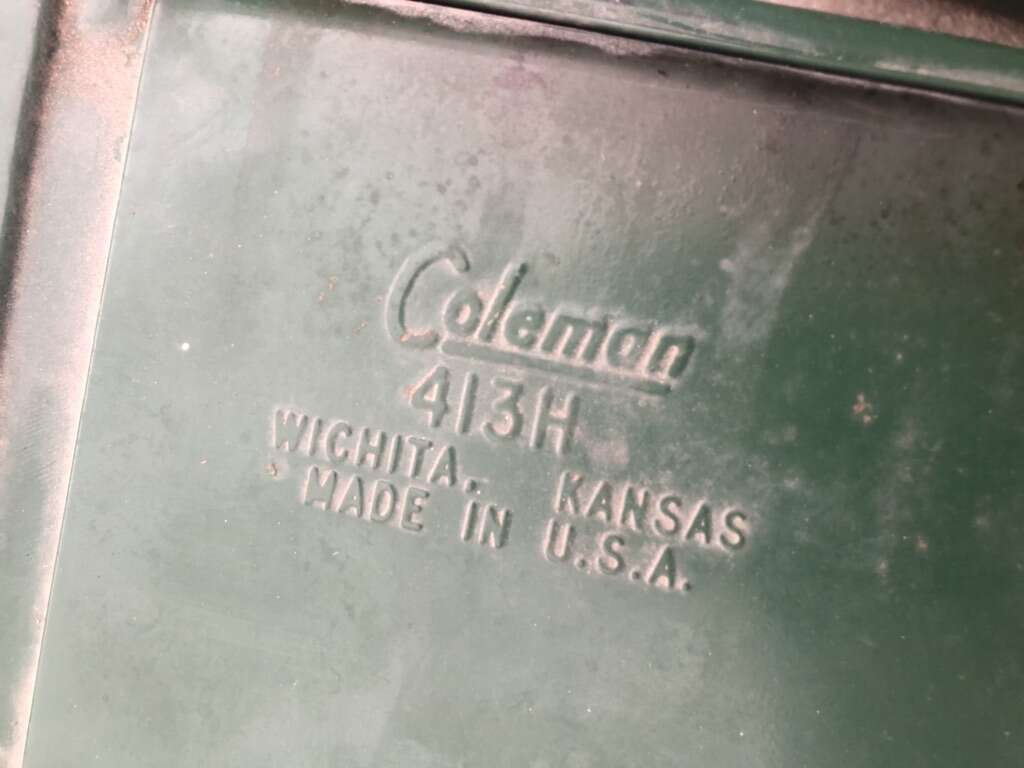 Coleman
413H
WICHITA, KANSAS
MADE IN U.S.A.